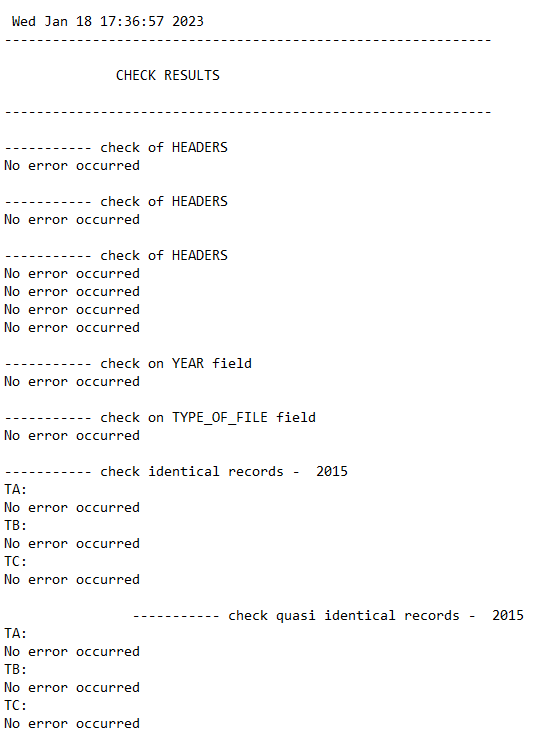 Wed Jan 18 17:36:57 2023
------------------------------------------------------------
CHECK RESULTS
------------------------------------------------------------
----------- check of HEADERS
No error occurred
----------- check of HEADERS
No error occurred
----------- check of HEADERS
No error occurred
No error occurred
No error occurred
No error occurred
----------- check on YEAR field
No error occurred
----------- check on TYPE_OF_FILE field
No error occurred
----------- check identical records -  2015
TA:
No error occurred
TB:
No error occurred
TC:
No error occurred
----------- check quasi identical records -  2015
TA:
No error occurred
TB:
No error occurred
TC:
No error occurred